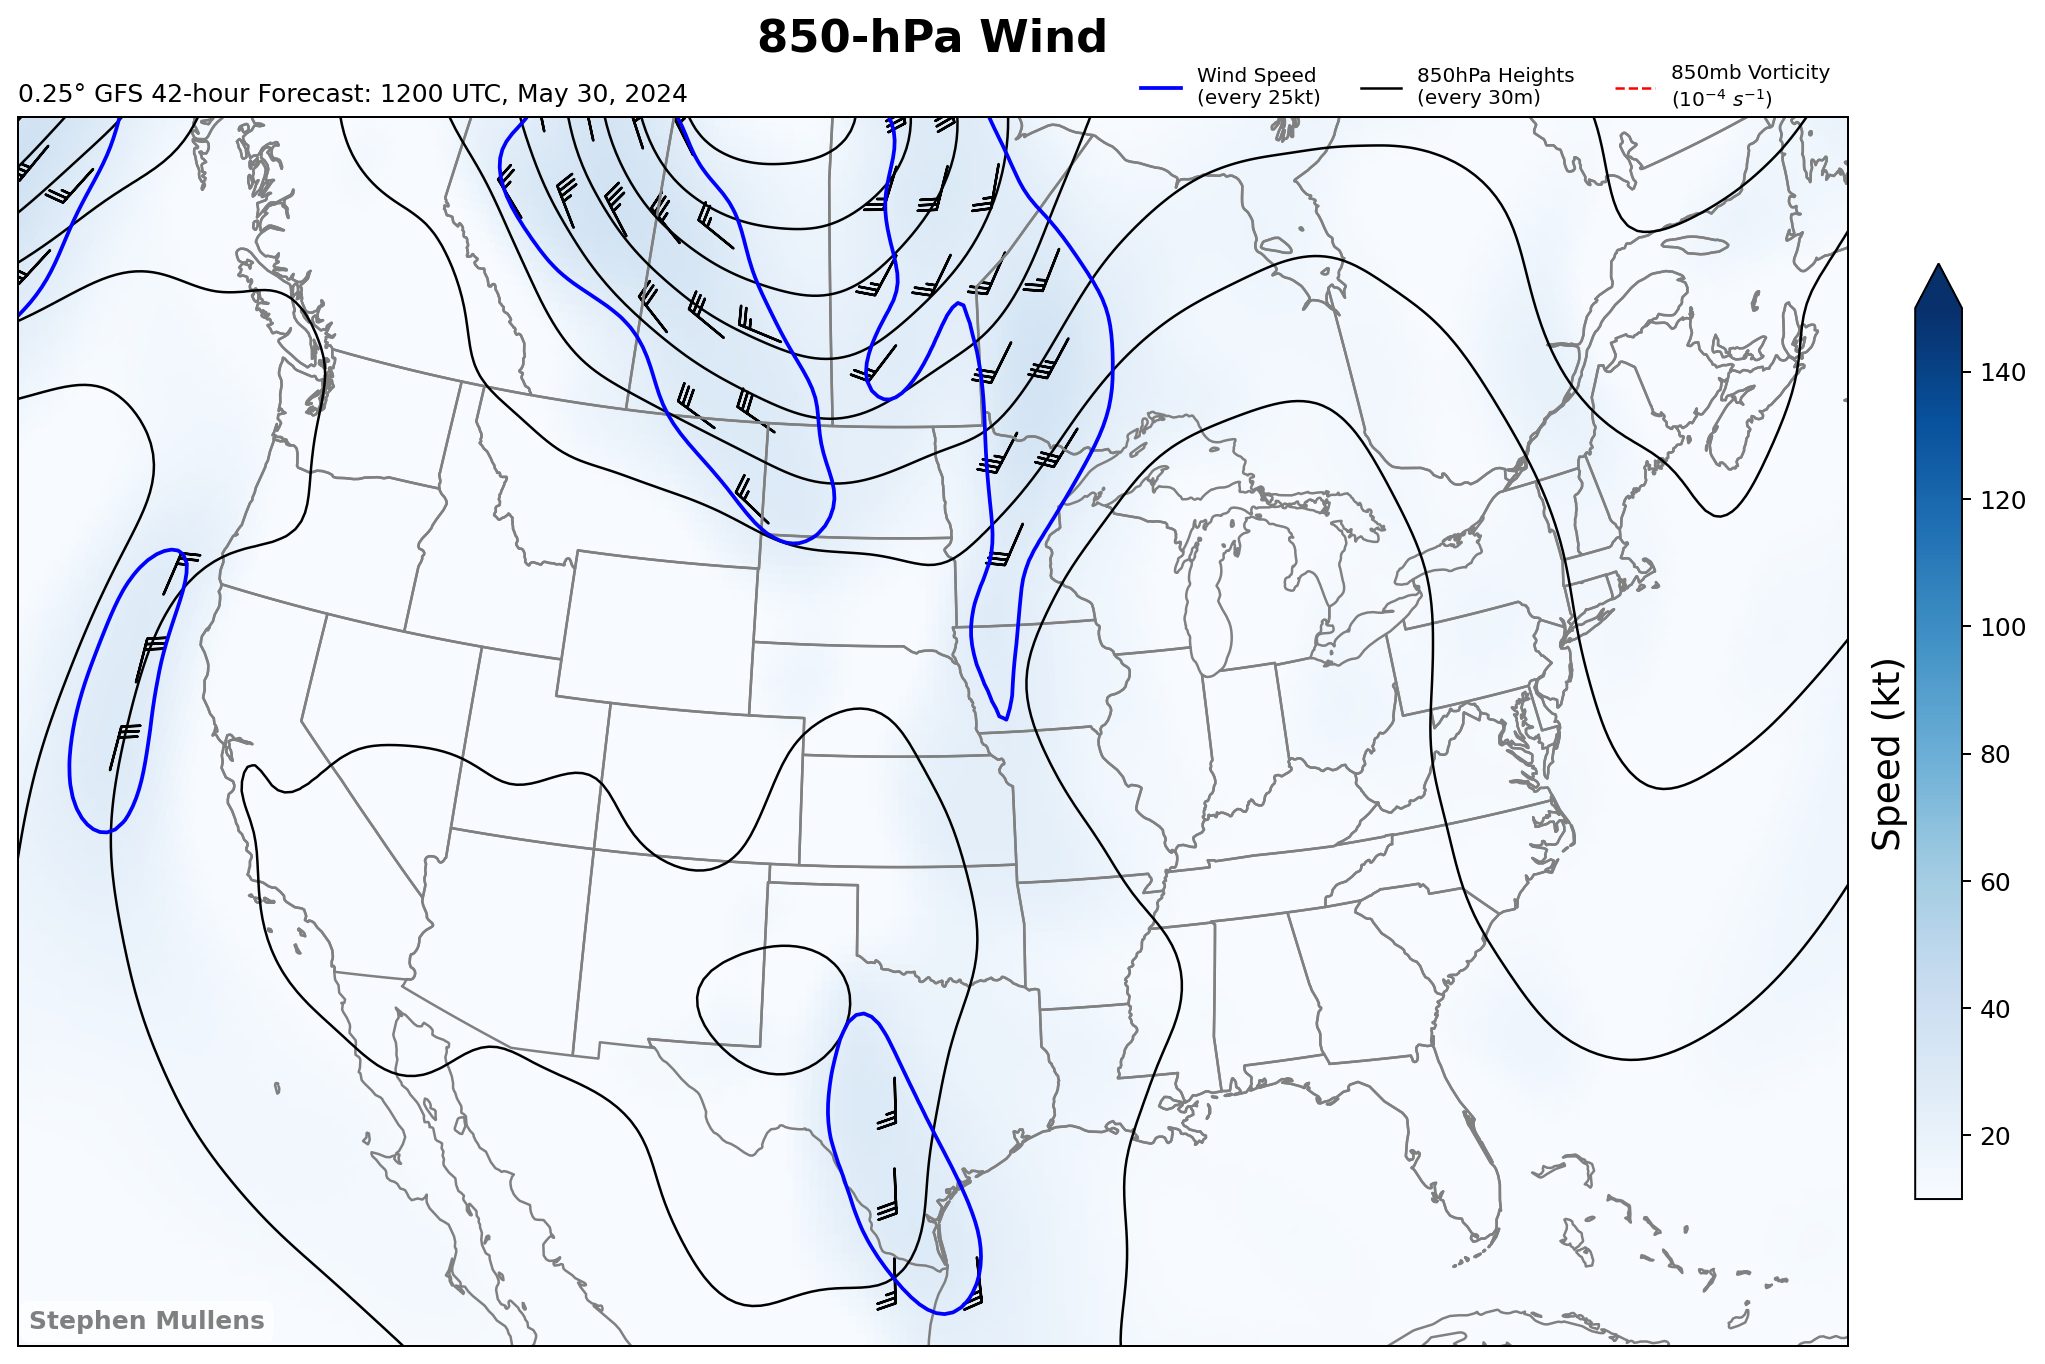 850-hPa Wind
0.25° GFS 42-hour Forecast: 1200 UTC, May 30, 2024
Wind Speed
(every 25kt)
850hPa Heights
(every 30m)
850mb Vorticity
(10⁻⁴ s⁻¹)
140
120
100
80
60
40
20
Speed (kt)
Stephen Mullens